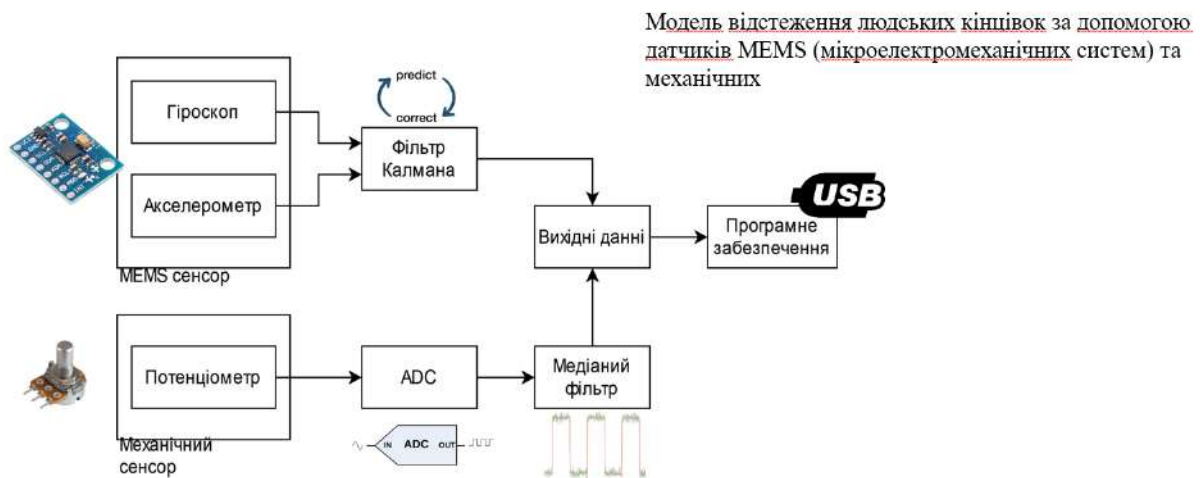 Модель відстеження людських кінцівок за допомогою
датчиків MEMS (мікроелектромеханічних систем) та
механічних
predict
correct
Гіроскоп
Акселерометр
MEMS сенсор
Фільтр
Калмана
Вихідні данні
USB
Програмне
забезпечення
Потенціометр
Механічний
сенсор
ADC
IN ADC OUT
Медіаний
фільтр